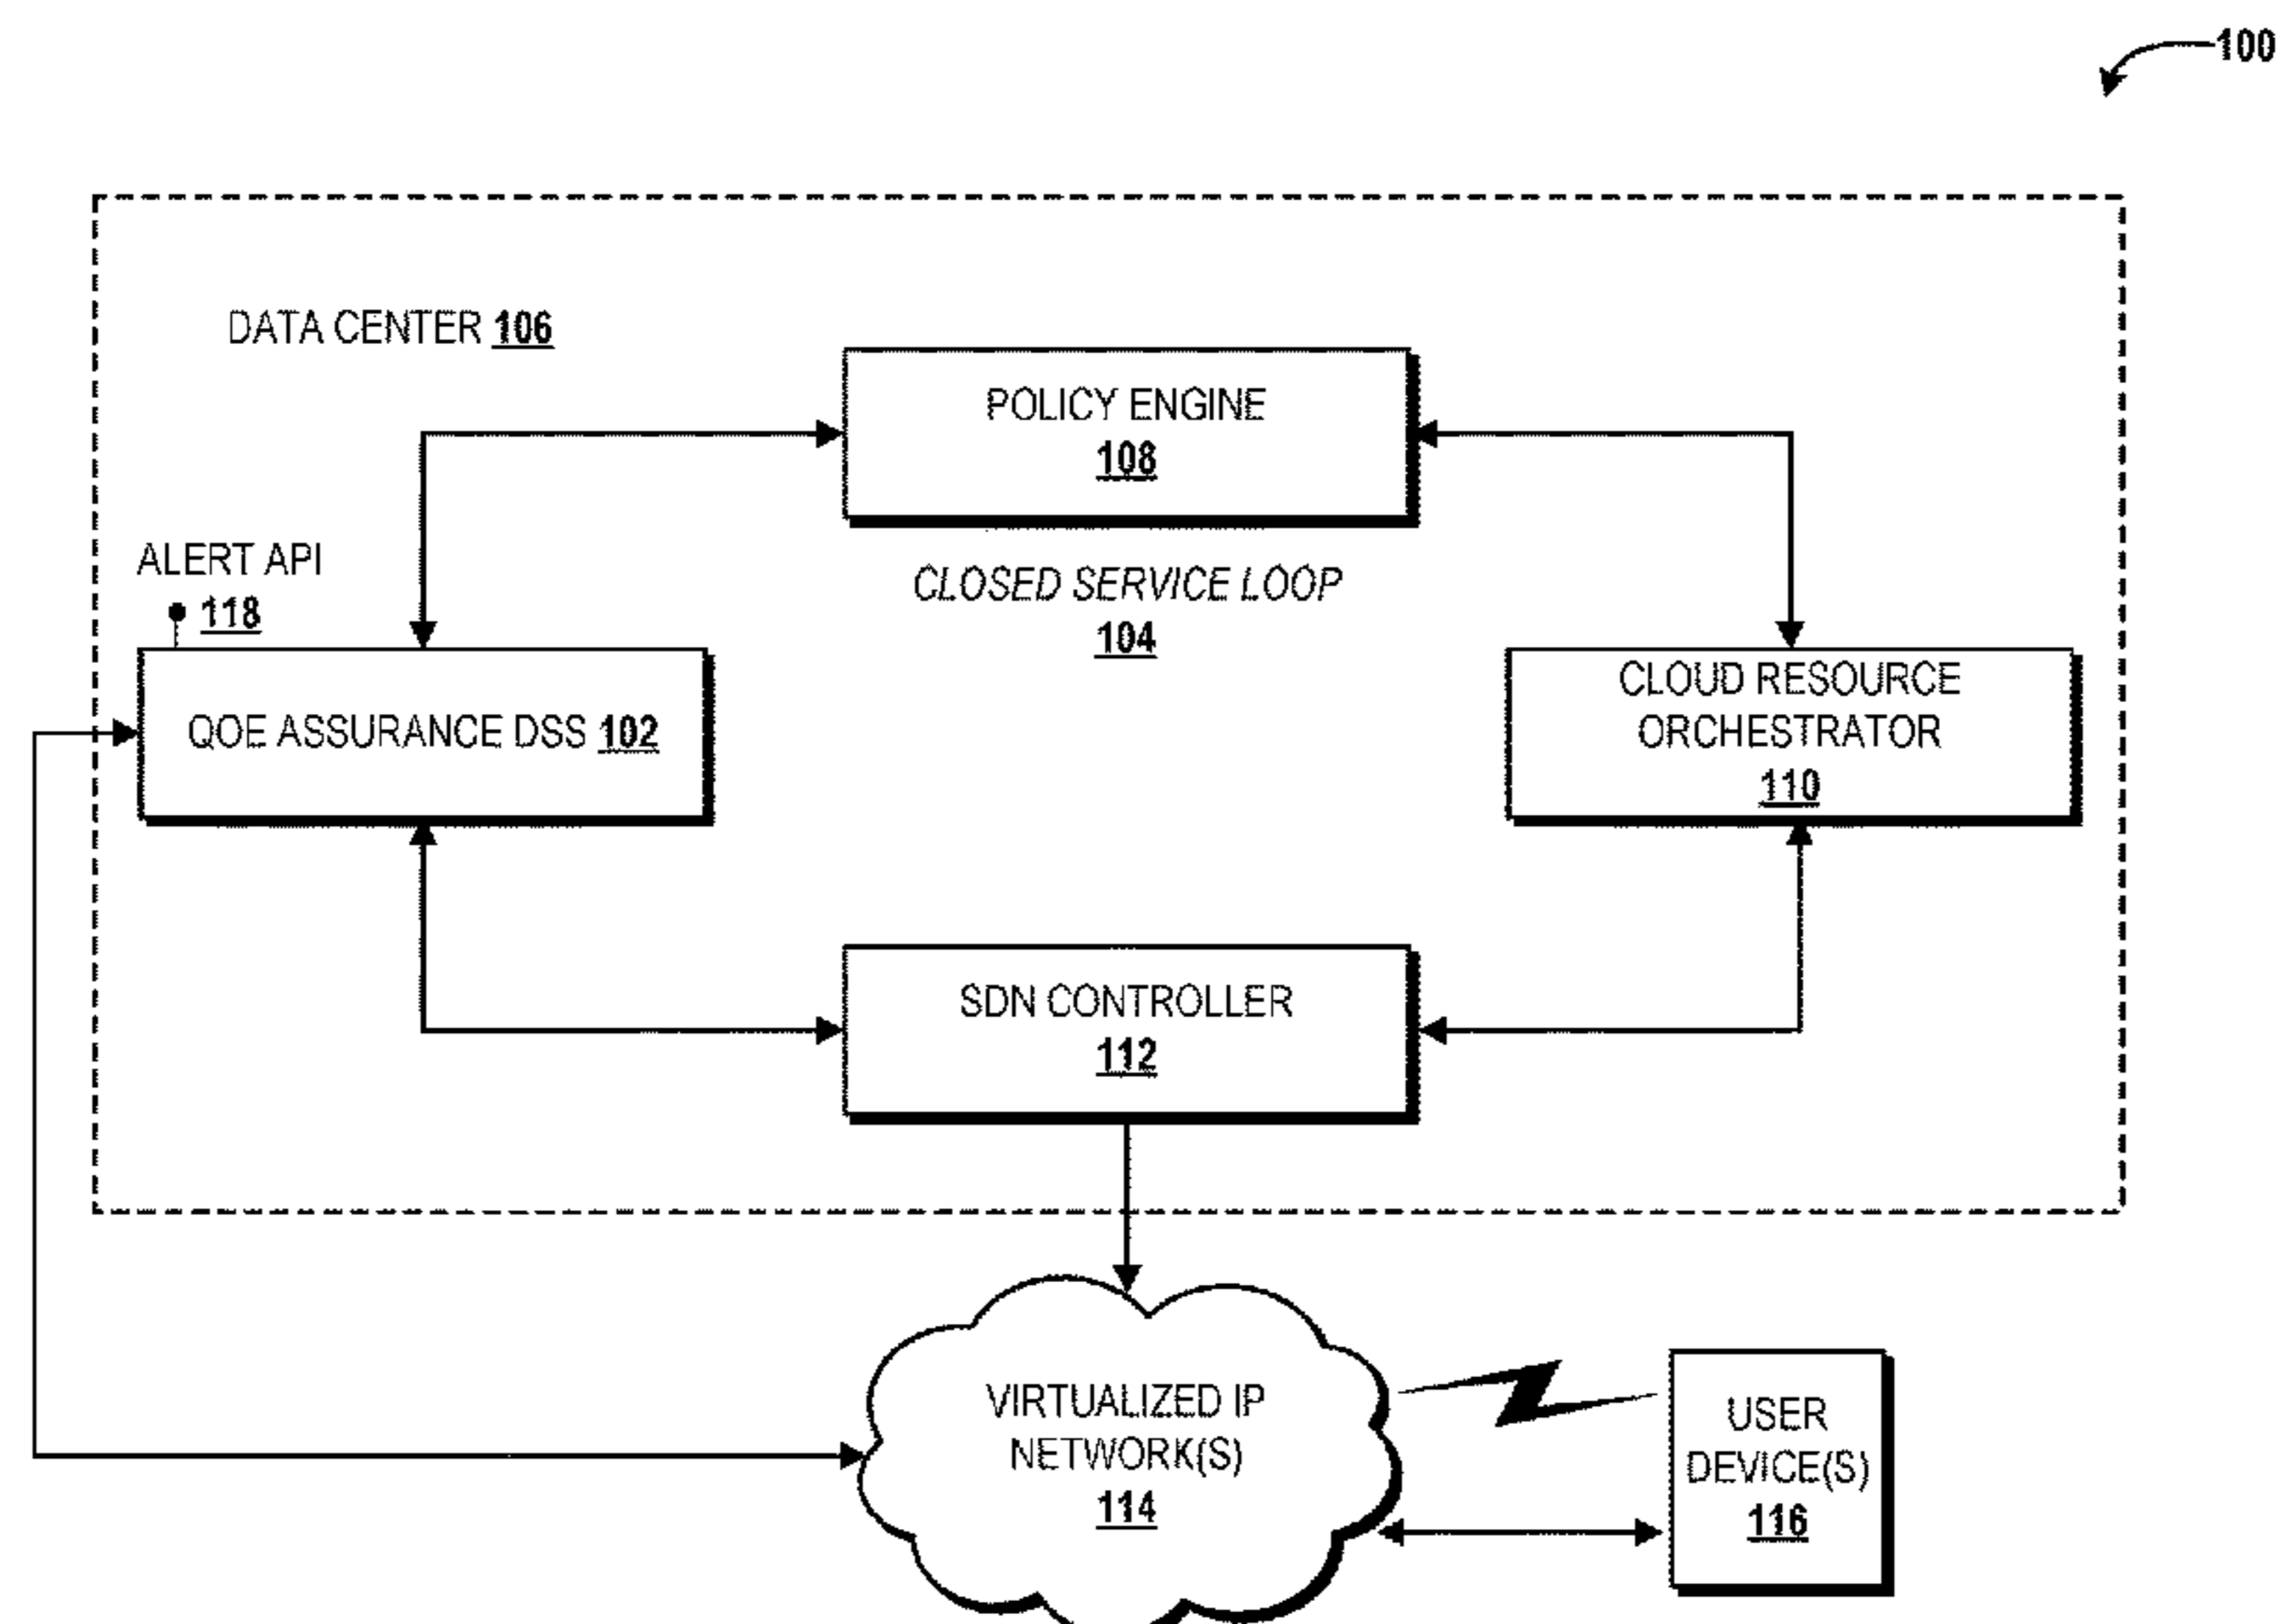 100
DATA CENTER 106
POLICY ENGINE
108
ALERT API
118
CLOSED SERVICE LOOP
104
QOE ASSURANCE DSS 102
CLOUD RESOURCE
ORCHESTRATOR
110
SDN CONTROLLER
112
VIRTUALIZED IP
NETWORK(S)
114
USER
DEVICE(S)
116